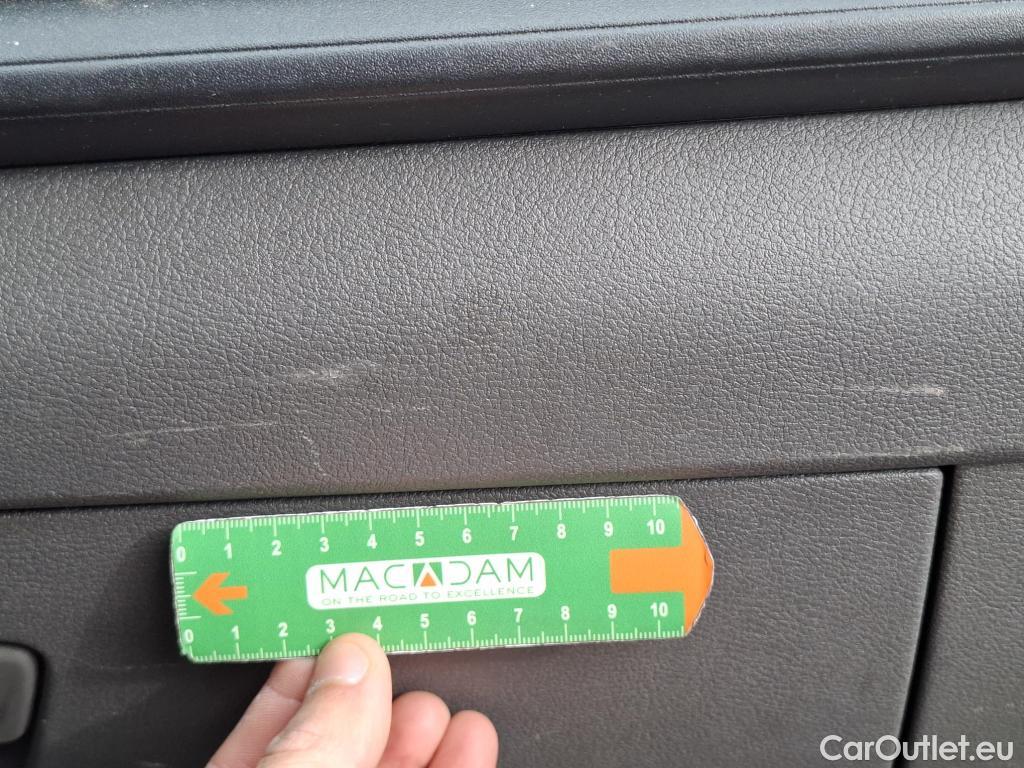 0 1 2 3 4 5 6 7 8 9 10
MACADAM
ON THE ROAD TO EXCELLENCE
0 1 2 3 4 5 6 7 8 9 10
CarOutlet.eu